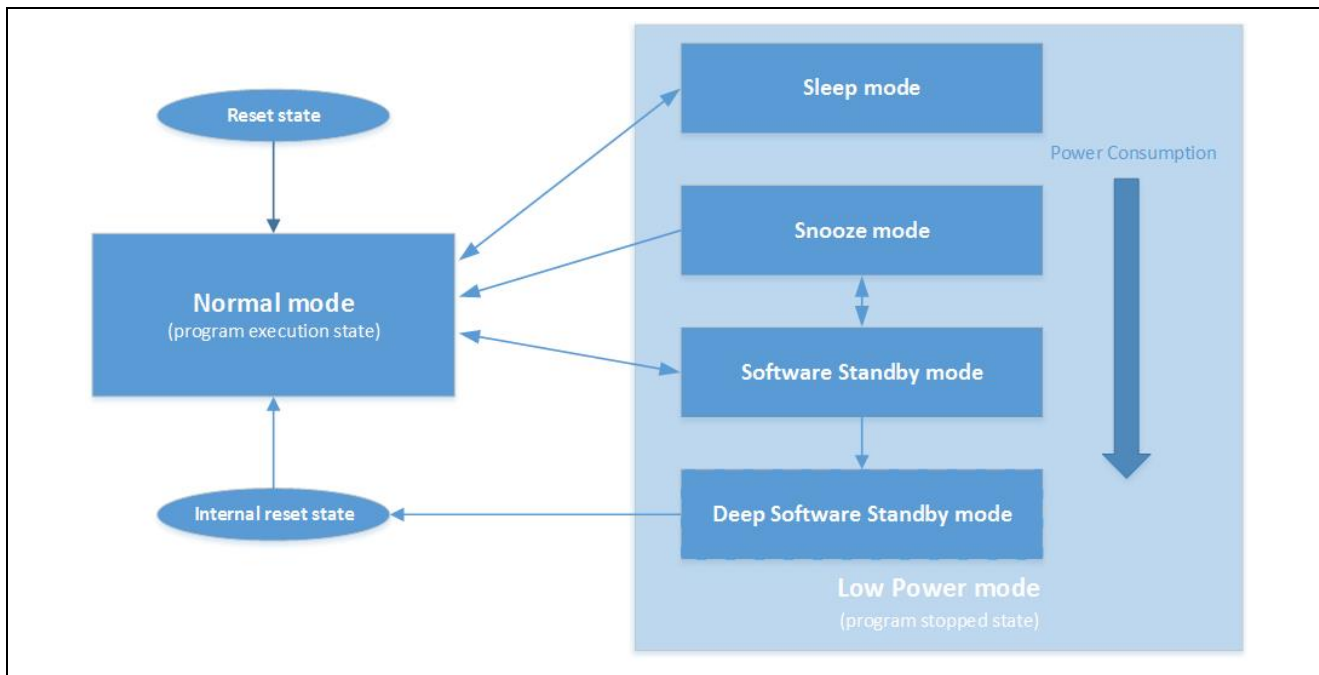 Reset state
Normal mode
(program execution state)
Internal reset state
Sleep mode
Snooze mode
Software Standby mode
Deep Software Standby mode
Low Power mode
(program stopped state)
Power Consumption